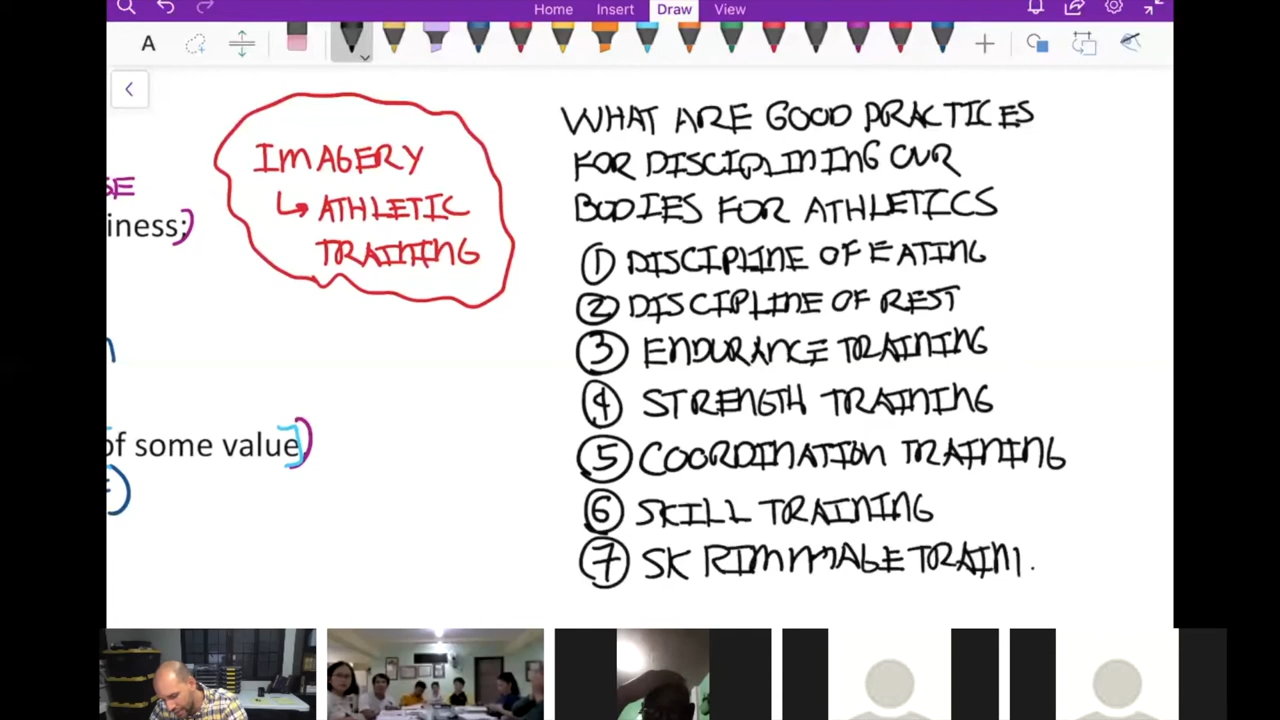 Home Insert Draw View
A
SE
iness;)
of some value])
IMAGERY
↳ ATHLETIC
TRAINING
WHAT ARE GOOD PRACTICES
FOR DISCIPLINING OUR
BODIES FOR ATHLETICS
① DISCIPLINE OF EATING
② DISCIPLINE OF REST
③ ENDURANCE TRAINING
④ STRENGTH TRAINING
⑤ COORDINATION TRAINING
⑥ SKILL TRAINING
⑦ SKRIMMAGE TRAIN.